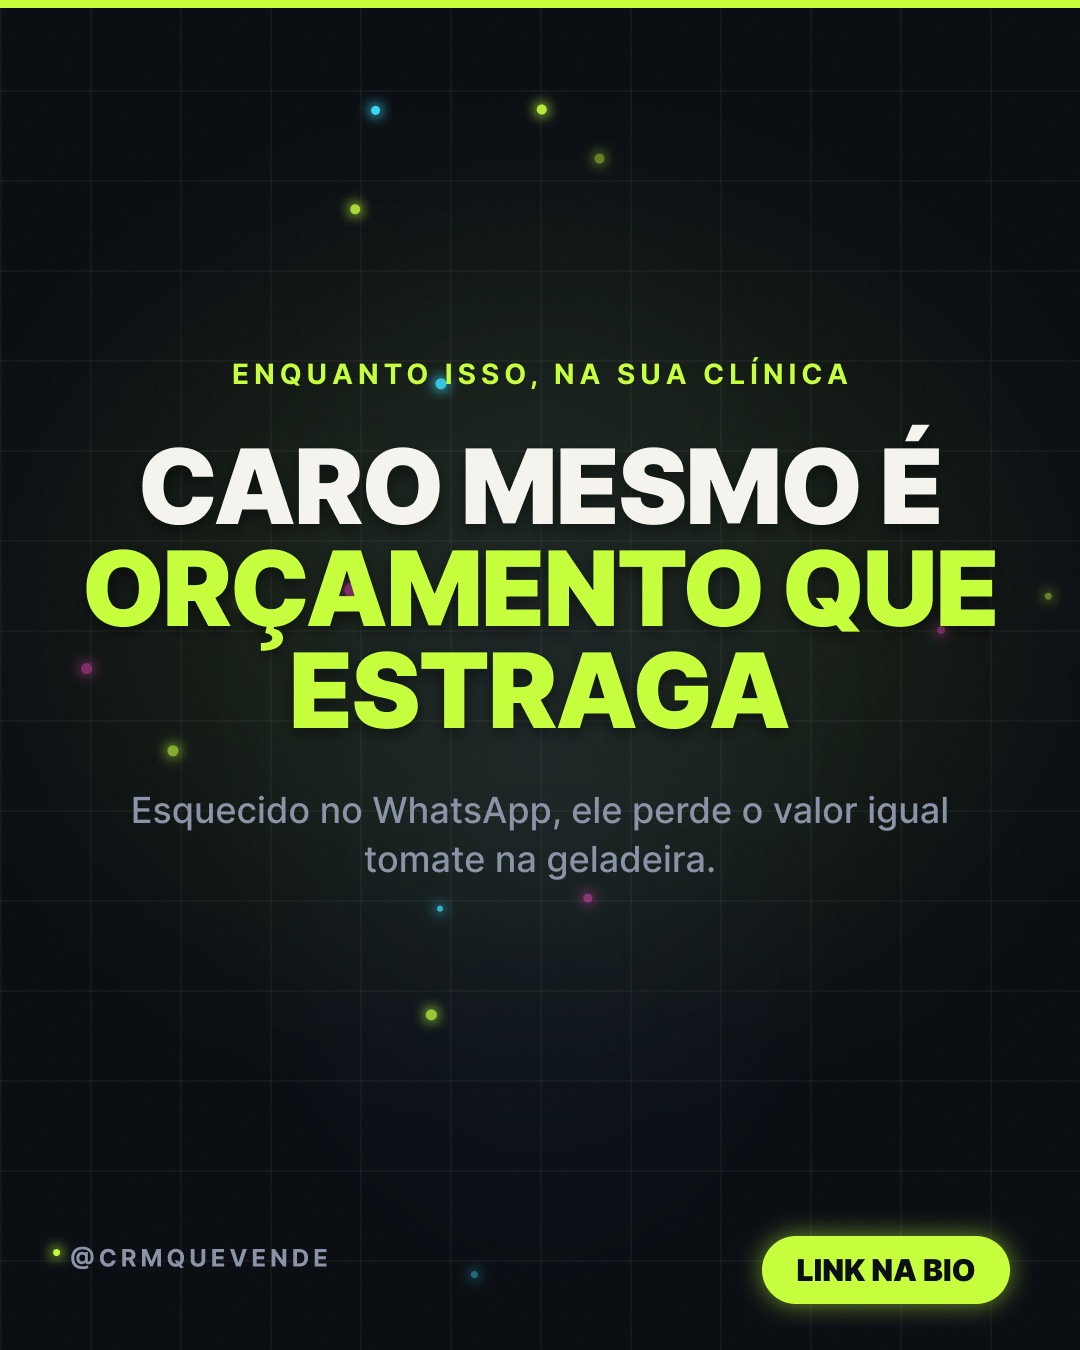 ENQUANTO ISSO, NA SUA CLÍNICA
CARO MESMO É
ORÇAMENTO QUE
ESTRAGA
Esquecido no WhatsApp, ele perde o valor igual
tomate na geladeira.
@CRMQUEVENDE
LINK NA BIO